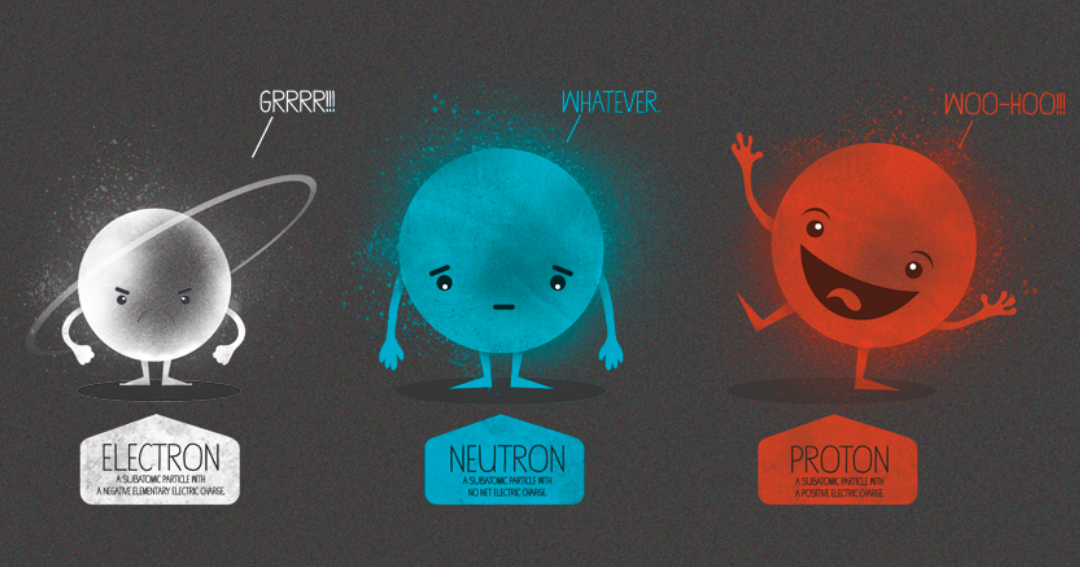 GRRRR!!!
WHATEVER.
WOO-HOO!!!
ELECTRON
A SUBATOMIC PARTICLE WITH
A NEGATIVE ELEMENTARY ELECTRIC CHARGE.
NEUTRON
A SUBATOMIC PARTICLE WITH
NO NET ELECTRIC CHARGE.
PROTON
A SUBATOMIC PARTICLE WITH
A POSITIVE ELECTRIC CHARGE